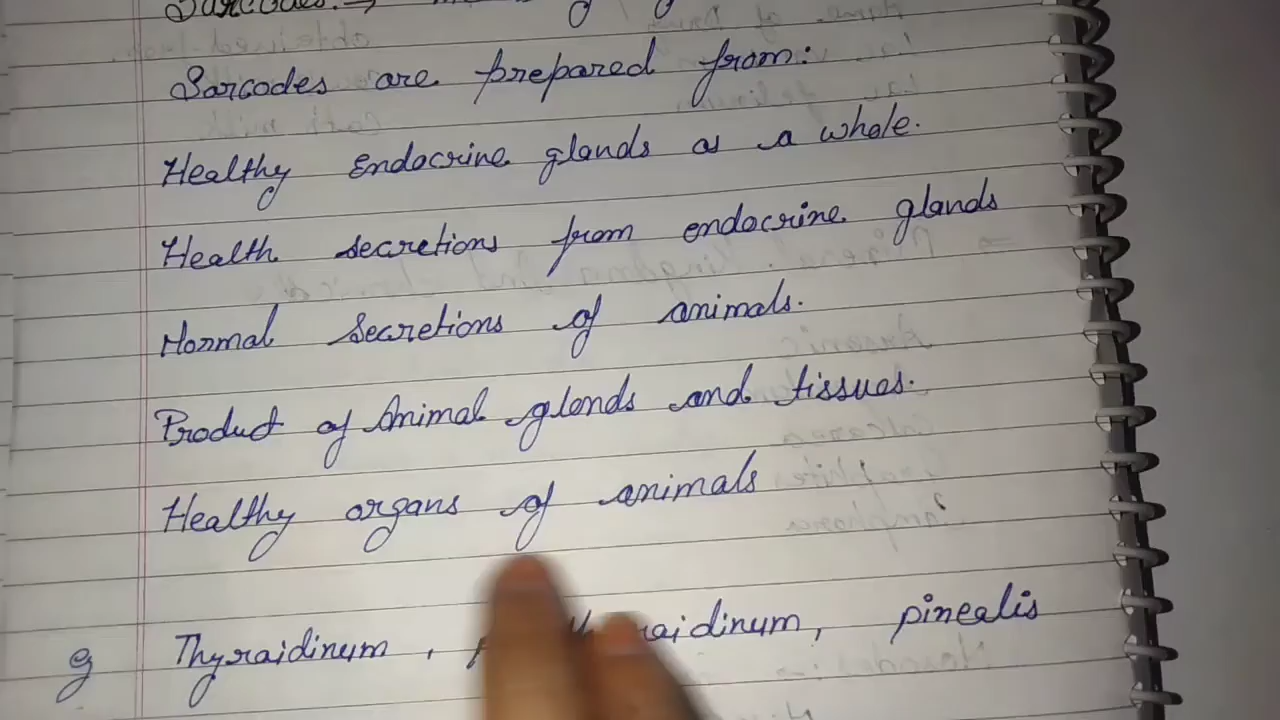 Sarcodes :→
Sarcodes are prepared from:
Healthy Endocrine glands as a whole.
Health secretions from endocrine glands
Normal secretions of animals.
Product of Animal glands and tissues.
Healthy organs of animals
g Thyraidinum, pinealis